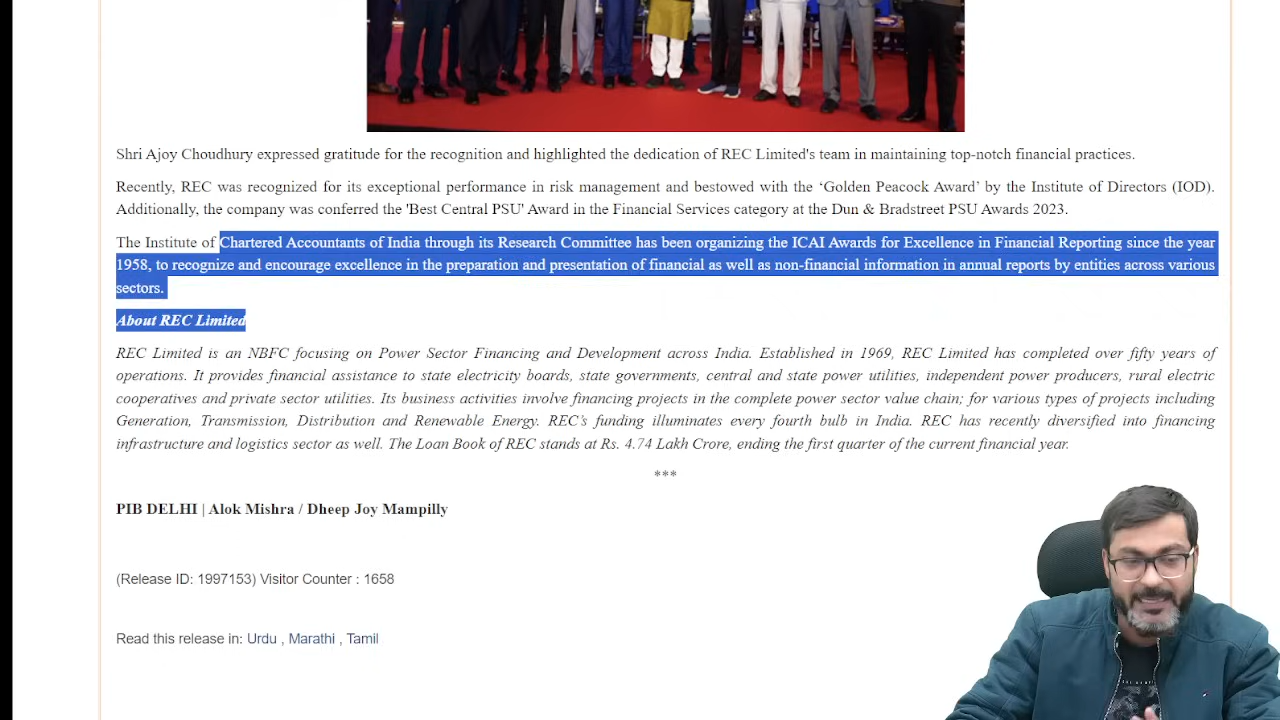 Shri Ajoy Choudhury expressed gratitude for the recognition and highlighted the dedication of REC Limited's team in maintaining top-notch financial practices.
Recently, REC was recognized for its exceptional performance in risk management and bestowed with the ‘Golden Peacock Award’ by the Institute of Directors (IOD).
Additionally, the company was conferred the 'Best Central PSU' Award in the Financial Services category at the Dun & Bradstreet PSU Awards 2023.
The Institute of Chartered Accountants of India through its Research Committee has been organizing the ICAI Awards for Excellence in Financial Reporting since the year
1958, to recognize and encourage excellence in the preparation and presentation of financial as well as non-financial information in annual reports by entities across various
sectors.
About REC Limited
REC Limited is an NBFC focusing on Power Sector Financing and Development across India. Established in 1969, REC Limited has completed over fifty years of
operations. It provides financial assistance to state electricity boards, state governments, central and state power utilities, independent power producers, rural electric
cooperatives and private sector utilities. Its business activities involve financing projects in the complete power sector value chain; for various types of projects including
Generation, Transmission, Distribution and Renewable Energy. REC’s funding illuminates every fourth bulb in India. REC has recently diversified into financing
infrastructure and logistics sector as well. The Loan Book of REC stands at Rs. 4.74 Lakh Crore, ending the first quarter of the current financial year.
***
PIB DELHI | Alok Mishra / Dheep Joy Mampilly
(Release ID: 1997153) Visitor Counter : 1658
Read this release in: Urdu , Marathi , Tamil